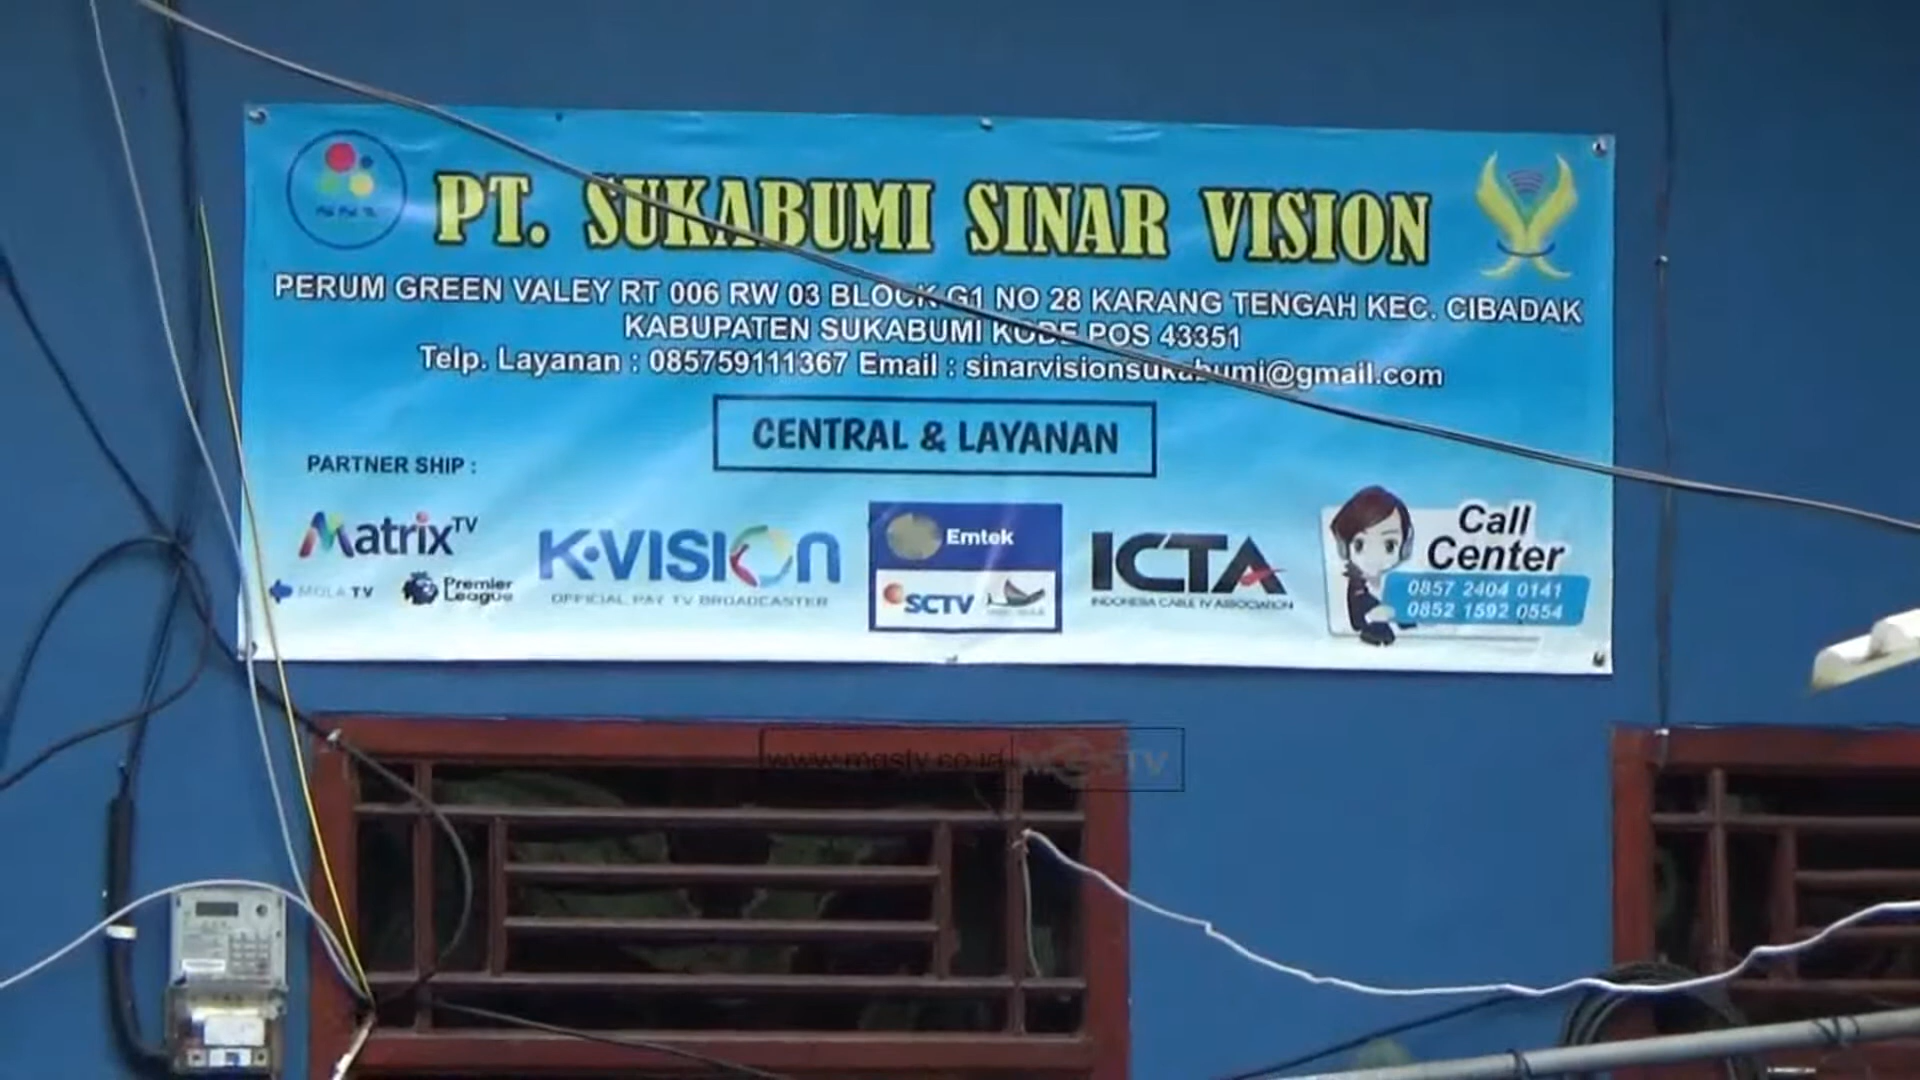 PT. SUKABUMI SINAR VISION
PERUM GREEN VALEY RT 006 RW 03 BLOCK G1 NO 28 KARANG TENGAH KEC. CIBADAK
KABUPATEN SUKABUMI KODE POS 43351
Telp. Layanan : 085759111367 Email : sinarvisionsukabumi@gmail.com
CENTRAL & LAYANAN
PARTNER SHIP :
Matrix TV
MOLA TV
Premier League
K-VISION
OFFICIAL PAY TV BROADCASTER
Emtek
SCTV
ICTA
INDONESIA CABLE TV ASSOCIATION
Call
Center
0857 2404 0141
0852 1592 0554
www.mgstv.co.id MGSTV